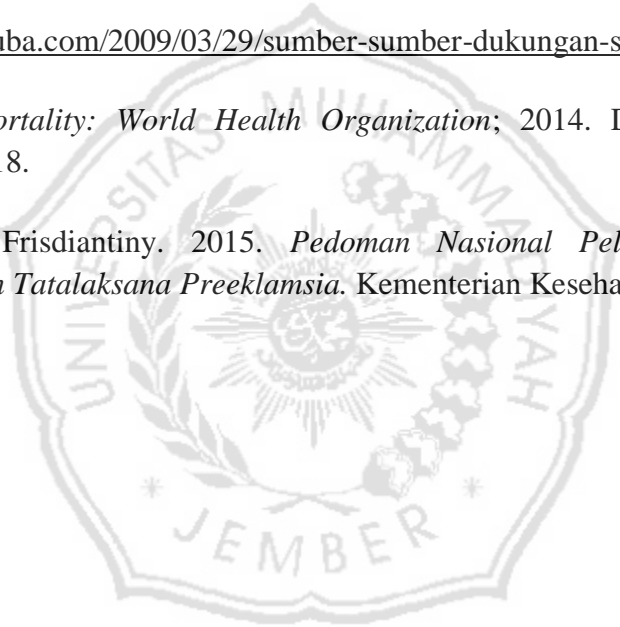 uba.com/2009/03/29/sumber-sumber-dukungan-s
ortality: World Health Organization; 2014.
18.
Frisdiantiny. 2015. Pedoman Nasional Pel
n Tatalaksana Preeklamsia. Kementerian Keseha
UNIVERSITAS MUHAMMADIYAH
JEMBER